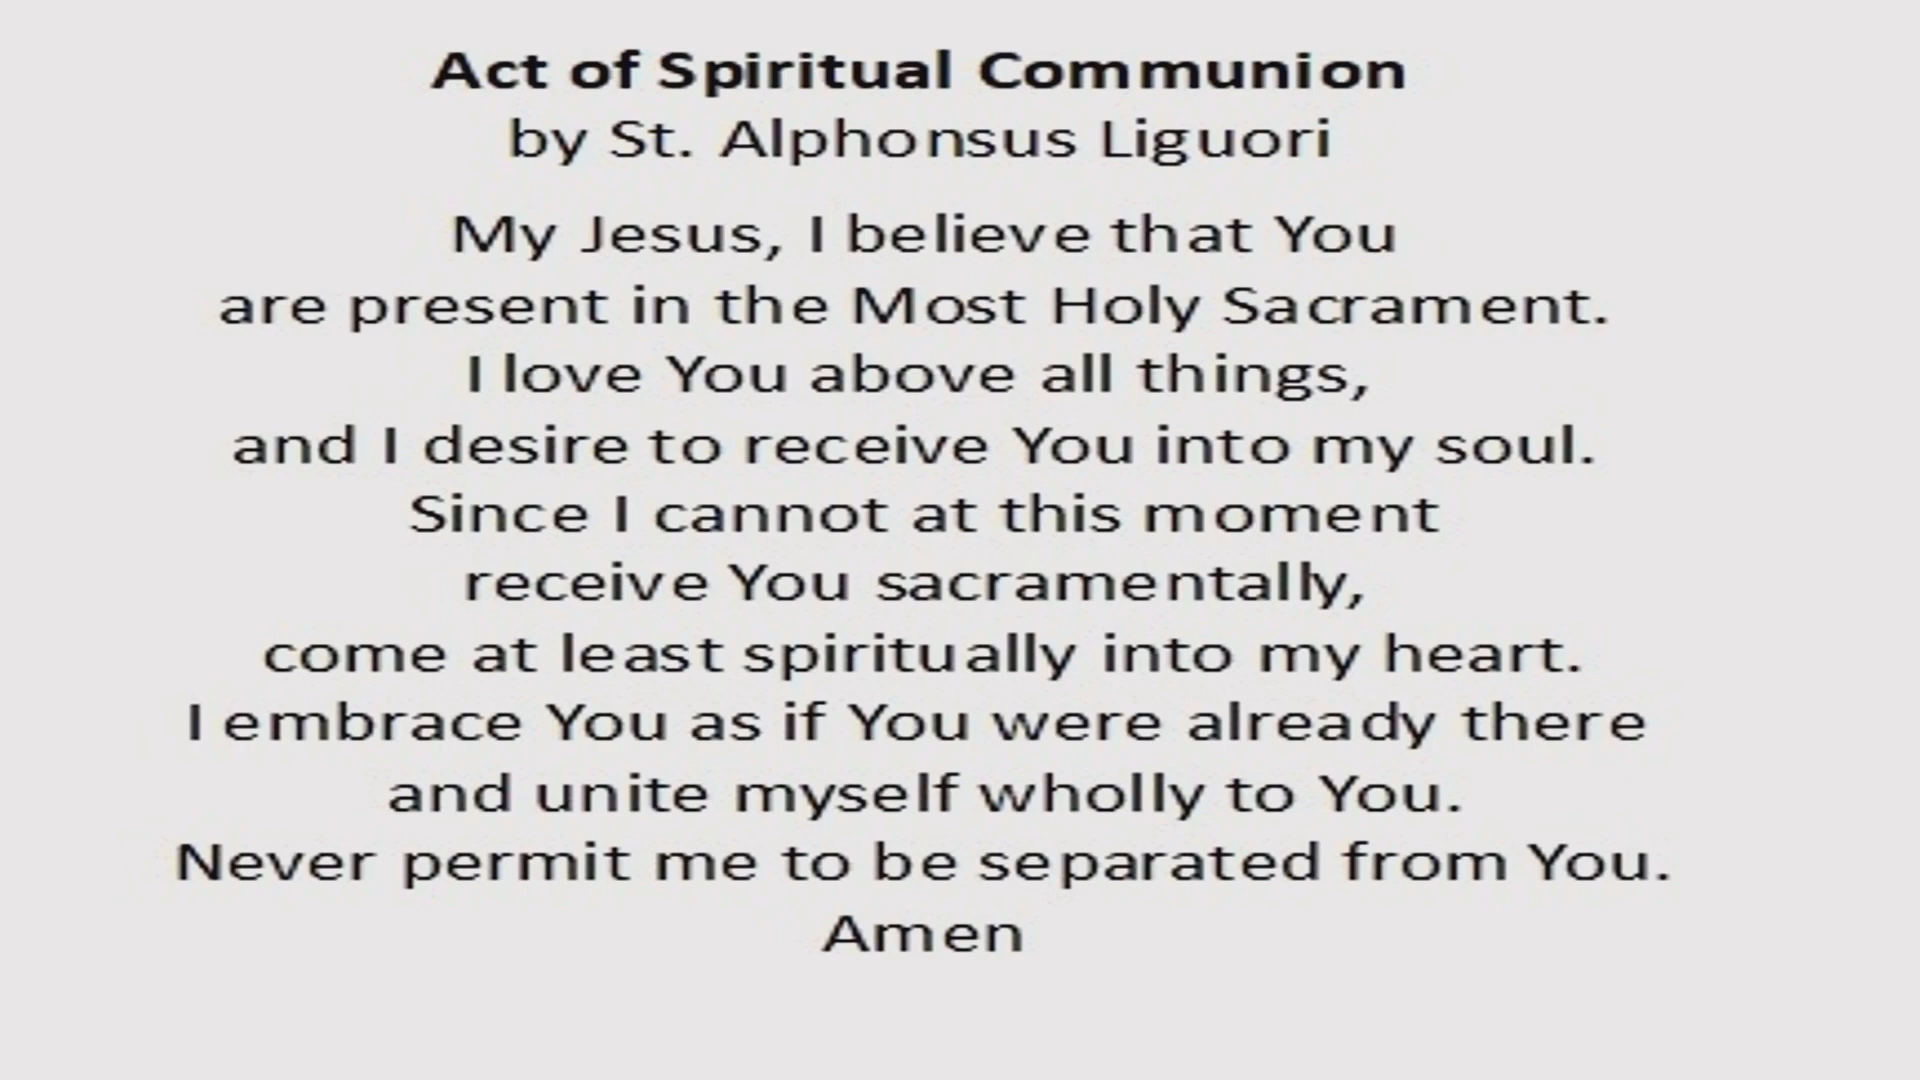 Act of Spiritual Communion
by St. Alphonsus Liguori
My Jesus, I believe that You
are present in the Most Holy Sacrament.
I love You above all things,
and I desire to receive You into my soul.
Since I cannot at this moment
receive You sacramentally,
come at least spiritually into my heart.
I embrace You as if You were already there
and unite myself wholly to You.
Never permit me to be separated from You.
Amen